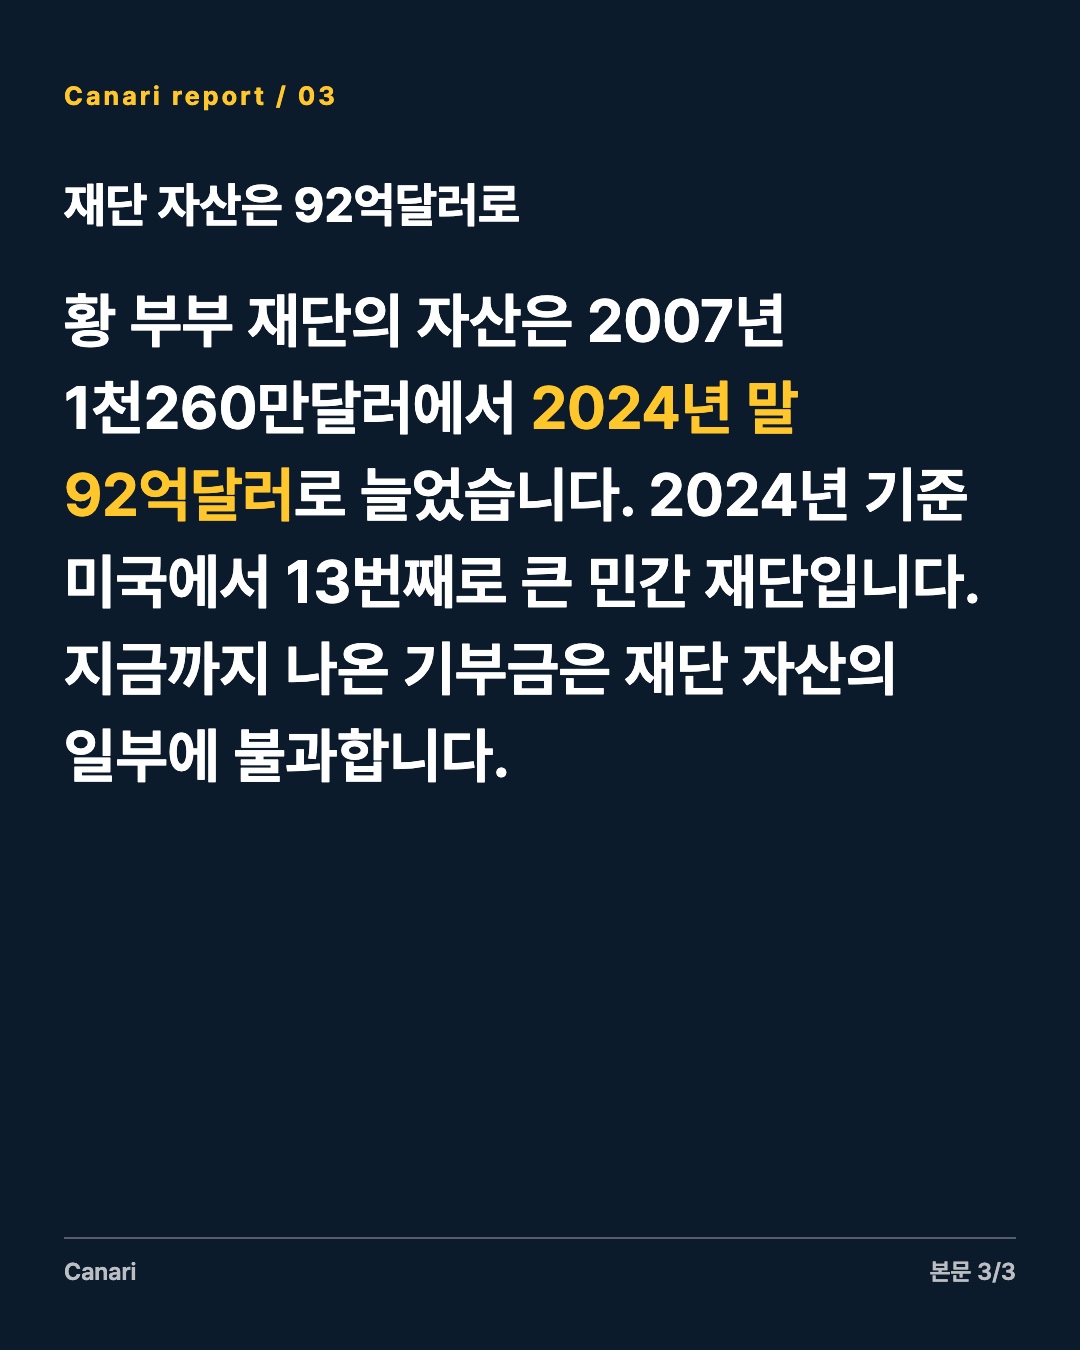 Canari report / 03
재단 자산은 92억달러로
황 부부 재단의 자산은 2007년
1천260만달러에서 2024년 말
92억달러로 늘었습니다. 2024년 기준
미국에서 13번째로 큰 민간 재단입니다.
지금까지 나온 기부금은 재단 자산의
일부에 불과합니다.
Canari
본문 3/3